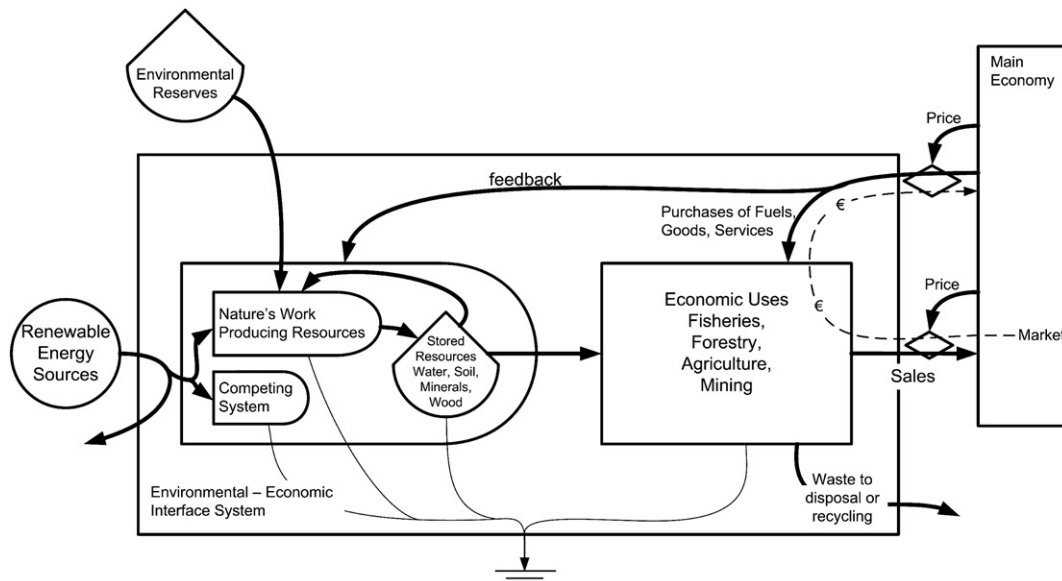 Environmental
Reserves
Main
Economy
Price
feedback
€
Purchases of Fuels,
Goods, Services
Renewable
Energy
Sources
Nature's Work
Producing Resources
Stored
Resources
Water, Soil,
Minerals,
Wood
Competing
System
Economic Uses
Fisheries,
Forestry,
Agriculture,
Mining
€
Price
Market
Sales
Environmental – Economic
Interface System
Waste to
disposal or
recycling